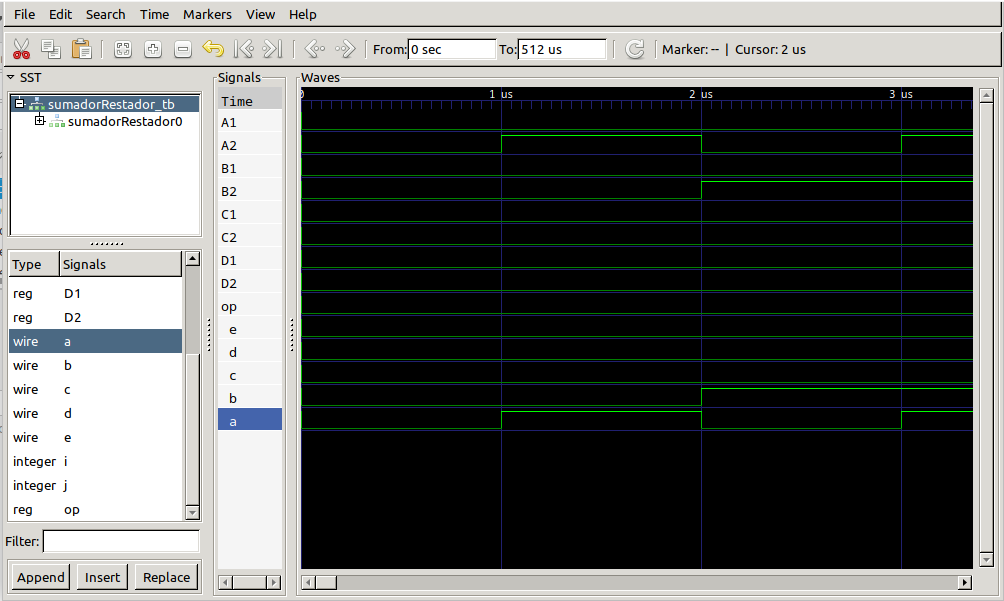 File Edit Search Time Markers View Help
From: 0 sec To: 512 us Marker: -- | Cursor: 2 us
SST
sumadorRestador_tb
sumadorRestador0
Type Signals
reg D1
reg D2
wire a
wire b
wire c
wire d
wire e
integer i
integer j
reg op
Filter:
Append Insert Replace
Signals
Time
A1
A2
B1
B2
C1
C2
D1
D2
op
e
d
c
b
a
Waves
0 1 us 2 us 3 us